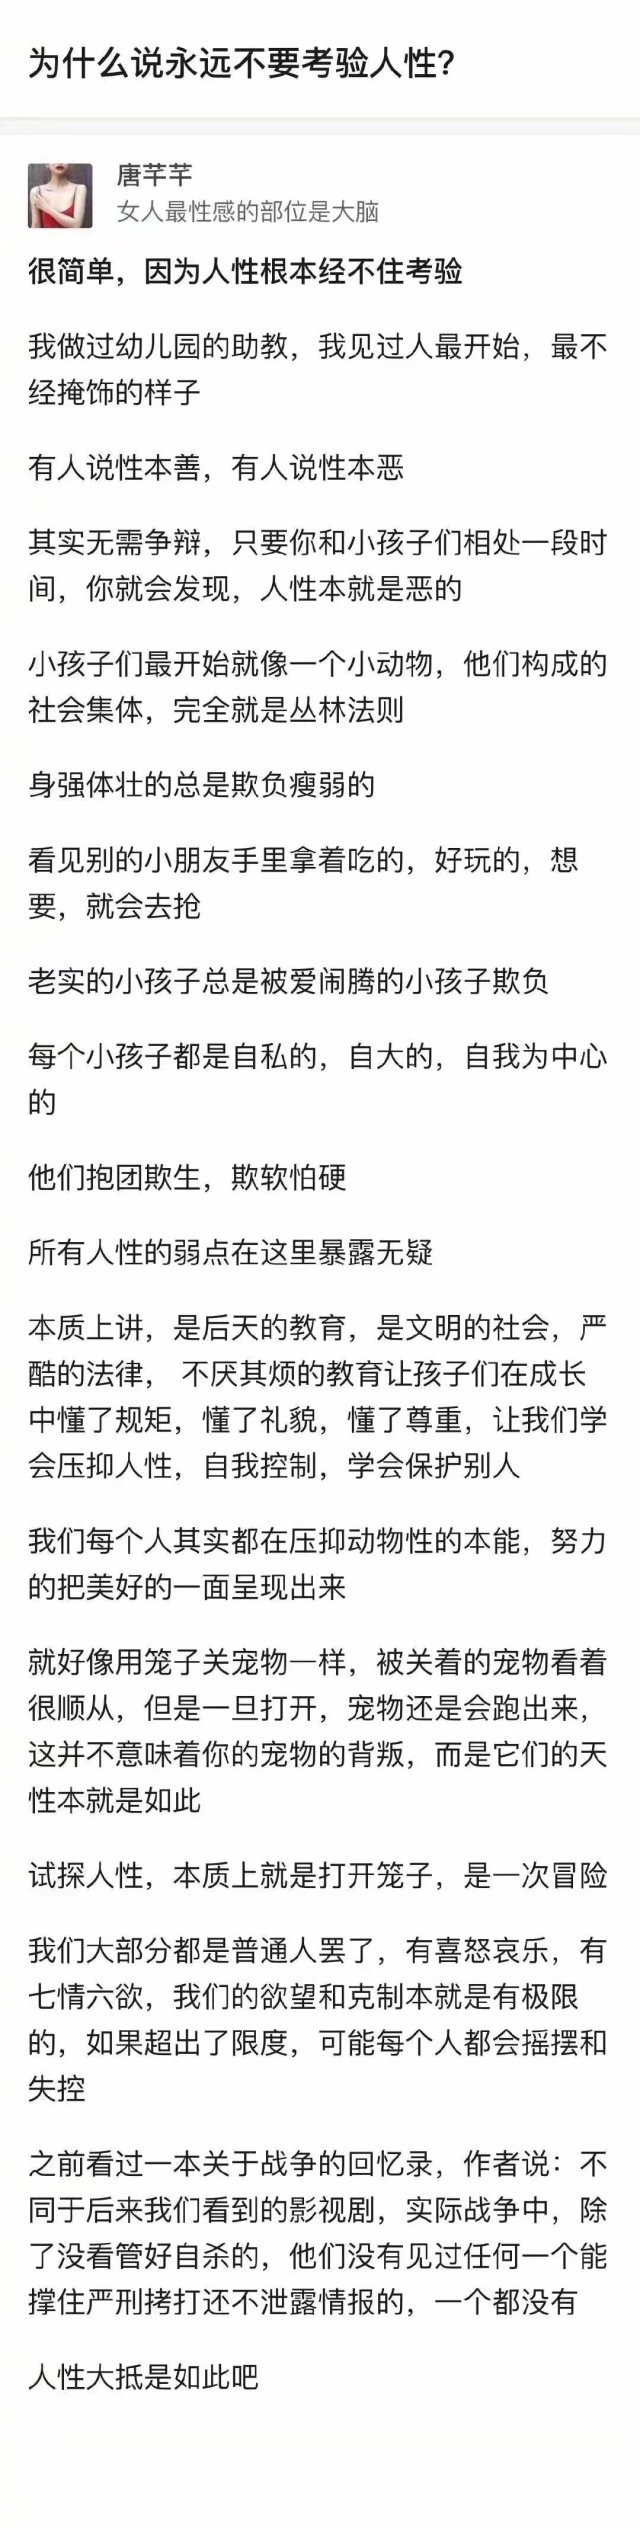 为什么说永远不要考验人性?
唐芊芊
女人最性感的部位是大脑
很简单，因为人性根本经不住考验
我做过幼儿园的助教，我见过人最开始，最不
经掩饰的样子
有人说性本善，有人说性本恶
其实无需争辩，只要你和小孩子们相处一段时
间，你就会发现，人性本就是恶的
小孩子们最开始就像一个小动物，他们构成的
社会集体，完全就是丛林法则
身强体壮的总是欺负瘦弱的
看见别的小朋友手里拿着吃的，好玩的，想
要，就会去抢
老实的小孩子总是被爱闹腾的小孩子欺负
每个小孩子都是自私的，自大的，自我为中心
的
他们抱团欺生，欺软怕硬
所有人性的弱点在这里暴露无疑
本质上讲，是后天的教育，是文明的社会，严
酷的法律， 不厌其烦的教育让孩子们在成长
中懂了规矩，懂了礼貌，懂了尊重，让我们学
会压抑人性，自我控制，学会保护别人
我们每个人其实都在压抑动物性的本能，努力
的把美好的一面呈现出来
就好像用笼子关宠物一样，被关着的宠物看着
很顺从，但是一旦打开，宠物还是会跑出来，
这并不意味着你的宠物的背叛，而是它们的天
性本就是如此
试探人性，本质上就是打开笼子，是一次冒险
我们大部分都是普通人罢了，有喜怒哀乐，有
七情六欲，我们的欲望和克制本就是有极限
的，如果超出了限度，可能每个人都会摇摆和
失控
之前看过一本关于战争的回忆录，作者说：不
同于后来我们看到的影视剧，实际战争中，除
了没看管好自杀的，他们没有见过任何一个能
撑住严刑拷打还不泄露情报的，一个都没有
人性大抵是如此吧